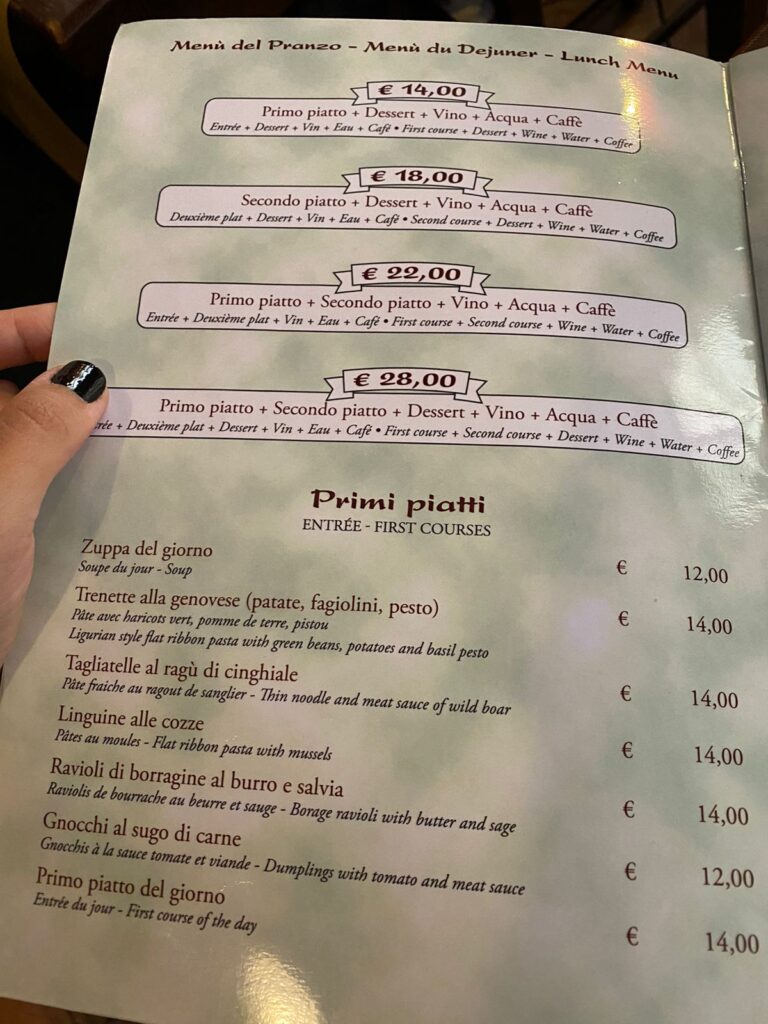 Menù del Pranzo - Menù du Dejuner - Lunch Menu
€ 14,00
Primo piatto + Dessert + Vino + Acqua + Caffè
Entrée + Dessert + Vin + Eau + Café • First course + Dessert + Wine + Water + Coffee
€ 18,00
Secondo piatto + Dessert + Vino + Acqua + Caffè
Deuxième plat + Dessert + Vin + Eau + Café • Second course + Dessert + Wine + Water + Coffee
€ 22,00
Primo piatto + Secondo piatto + Vino + Acqua + Caffè
Entrée + Deuxième plat + Vin + Eau + Café • First course + Second course + Wine + Water + Coffee
€ 28,00
Primo piatto + Secondo piatto + Dessert + Vino + Acqua + Caffè
rée + Deuxième plat + Dessert + Vin + Eau + Café • First course + Second course + Dessert + Wine + Water + Coffee
Primi piatti
ENTRÉE - FIRST COURSES
Zuppa del giorno € 12,00
Soupe du jour - Soup
Trenette alla genovese (patate, fagiolini, pesto) € 14,00
Pâte avec haricots vert, pomme de terre, pistou
Ligurian style flat ribbon pasta with green beans, potatoes and basil pesto
Tagliatelle al ragù di cinghiale € 14,00
Pâte fraiche au ragout de sanglier - Thin noodle and meat sauce of wild boar
Linguine alle cozze € 14,00
Pâtes au moules - Flat ribbon pasta with mussels
Ravioli di borragine al burro e salvia € 14,00
Raviolis de bourrache au beurre et sauge - Borage ravioli with butter and sage
Gnocchi al sugo di carne € 12,00
Gnocchis à la sauce tomate et viande - Dumplings with tomato and meat sauce
Primo piatto del giorno € 14,00
Entrée du jour - First course of the day